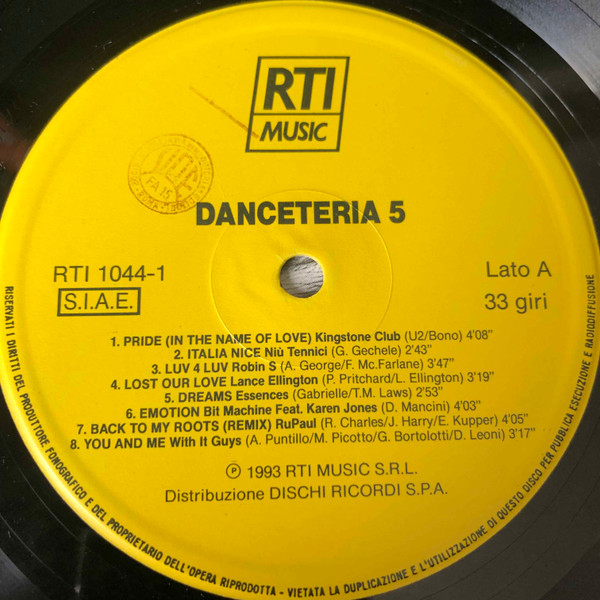 RTI
MUSIC
DANCETERIA 5
RTI 1044-1
S.I.A.E.
Lato A
33 giri
1. PRIDE (IN THE NAME OF LOVE) Kingstone Club (U2/Bono) 4'08"
2. ITALIA NICE Niù Tennici (G. Gechele) 2'43"
3. LUV 4 LUV Robin S (A. George/F. Mc.Farlane) 3'47"
4. LOST OUR LOVE Lance Ellington (P. Pritchard/L. Ellington) 3'19"
5. DREAMS Essences (Gabrielle/T.M. Laws) 2'53"
6. EMOTION Bit Machine Feat. Karen Jones (D. Mancini) 4'03"
7. BACK TO MY ROOTS (REMIX) RuPaul (R. Charles/J. Harry/E. Kupper) 4'05"
8. YOU AND ME With It Guys (A. Puntillo/M. Picotto/G. Bortolotti/D. Leoni) 3'17"
℗ 1993 RTI MUSIC S.R.L.
Distribuzione DISCHI RICORDI S.P.A.
RISERVATI I DIRITTI DEL PRODUTTORE FONOGRAFICO E DEL PROPRIETARIO DELL'OPERA RIPRODOTTA - VIETATA LA DUPLICAZIONE E L'UTILIZZAZIONE DI QUESTO DISCO PER PUBBLICA ESECUZIONE E RADIODIFFUSIONE